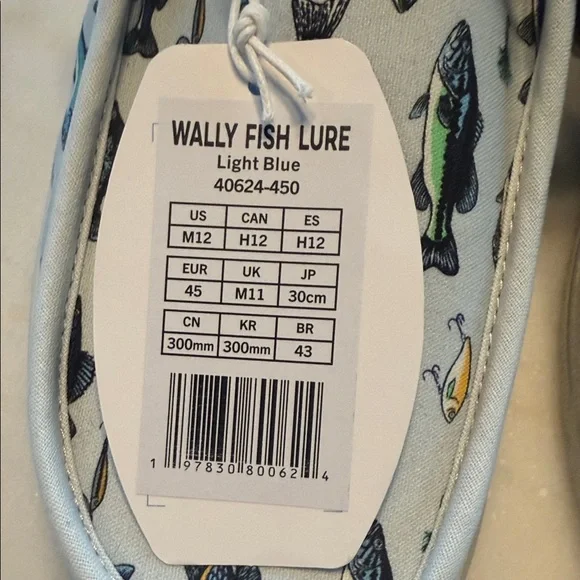 WALLY FISH LURE
Light Blue
40624-450
US CAN ES
M12 H12 H12
EUR UK JP
45 M11 30cm
CN KR BR
300mm 300mm 43
1 97830 80062 4